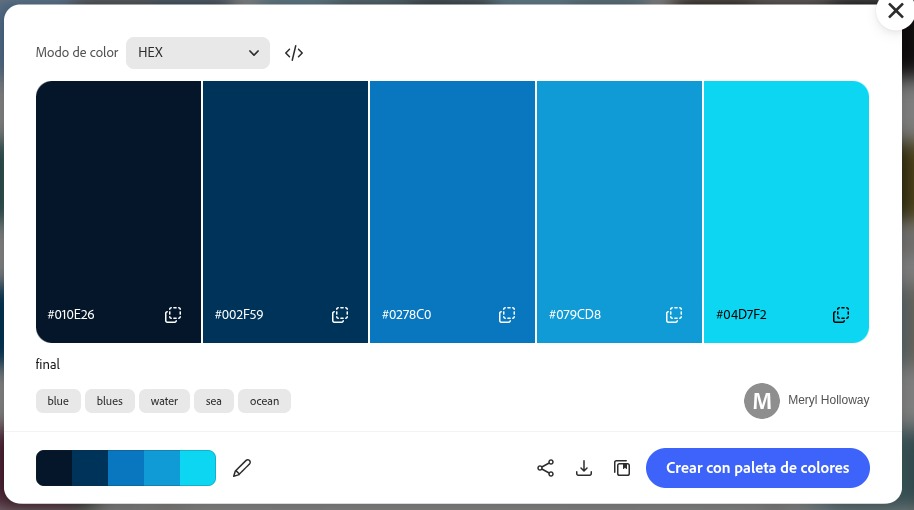 Modo de color HEX
#010E26 #002F59 #0278C0 #079CD8 #04D7F2
final
blue blues water sea ocean
M Meryl Holloway
Crear con paleta de colores